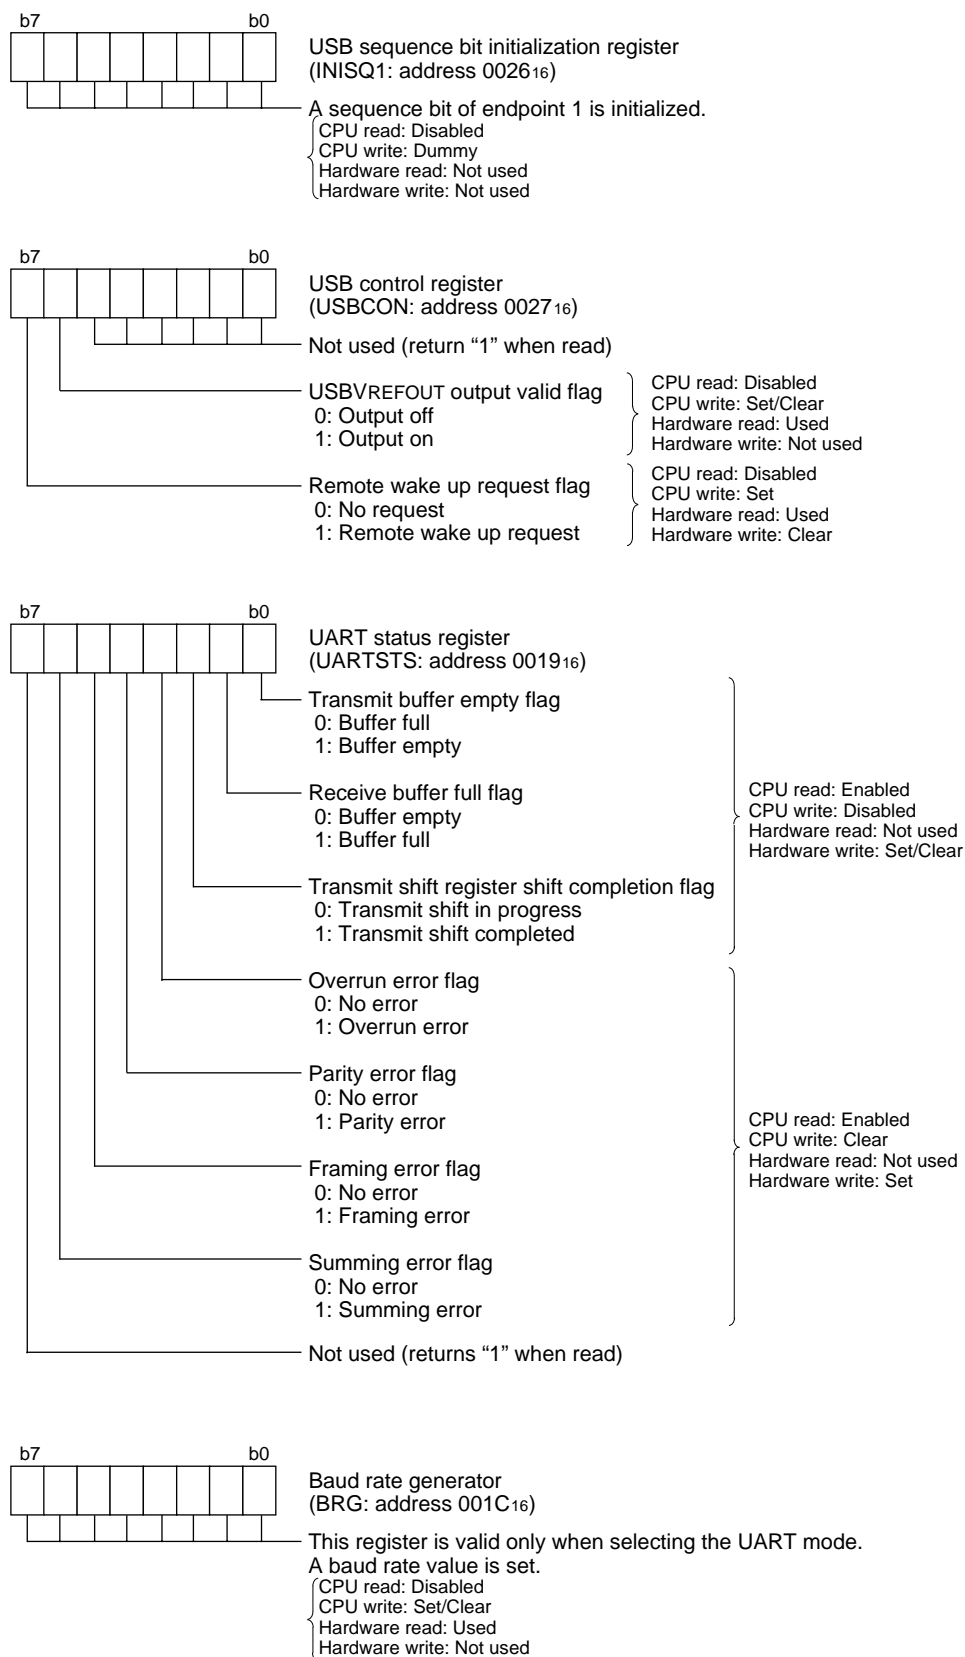 b7 b0
USB sequence bit initialization register
(INISQ1: address 002616)
A sequence bit of endpoint 1 is initialized.
CPU read: Disabled
CPU write: Dummy
Hardware read: Not used
Hardware write: Not used
b7 b0
USB control register
(USBCON: address 002716)
Not used (return “1” when read)
USBVREFOUT output valid flag
0: Output off
1: Output on
CPU read: Disabled
CPU write: Set/Clear
Hardware read: Used
Hardware write: Not used
Remote wake up request flag
0: No request
1: Remote wake up request
CPU read: Disabled
CPU write: Set
Hardware read: Used
Hardware write: Clear
b7 b0
UART status register
(UARTSTS: address 001916)
Transmit buffer empty flag
0: Buffer full
1: Buffer empty
Receive buffer full flag
0: Buffer empty
1: Buffer full
Transmit shift register shift completion flag
0: Transmit shift in progress
1: Transmit shift completed
CPU read: Enabled
CPU write: Disabled
Hardware read: Not used
Hardware write: Set/Clear
Overrun error flag
0: No error
1: Overrun error
Parity error flag
0: No error
1: Parity error
Framing error flag
0: No error
1: Framing error
Summing error flag
0: No error
1: Summing error
CPU read: Enabled
CPU write: Clear
Hardware read: Not used
Hardware write: Set
Not used (returns “1” when read)
b7 b0
Baud rate generator
(BRG: address 001C16)
This register is valid only when selecting the UART mode.
A baud rate value is set.
CPU read: Disabled
CPU write: Set/Clear
Hardware read: Used
Hardware write: Not used